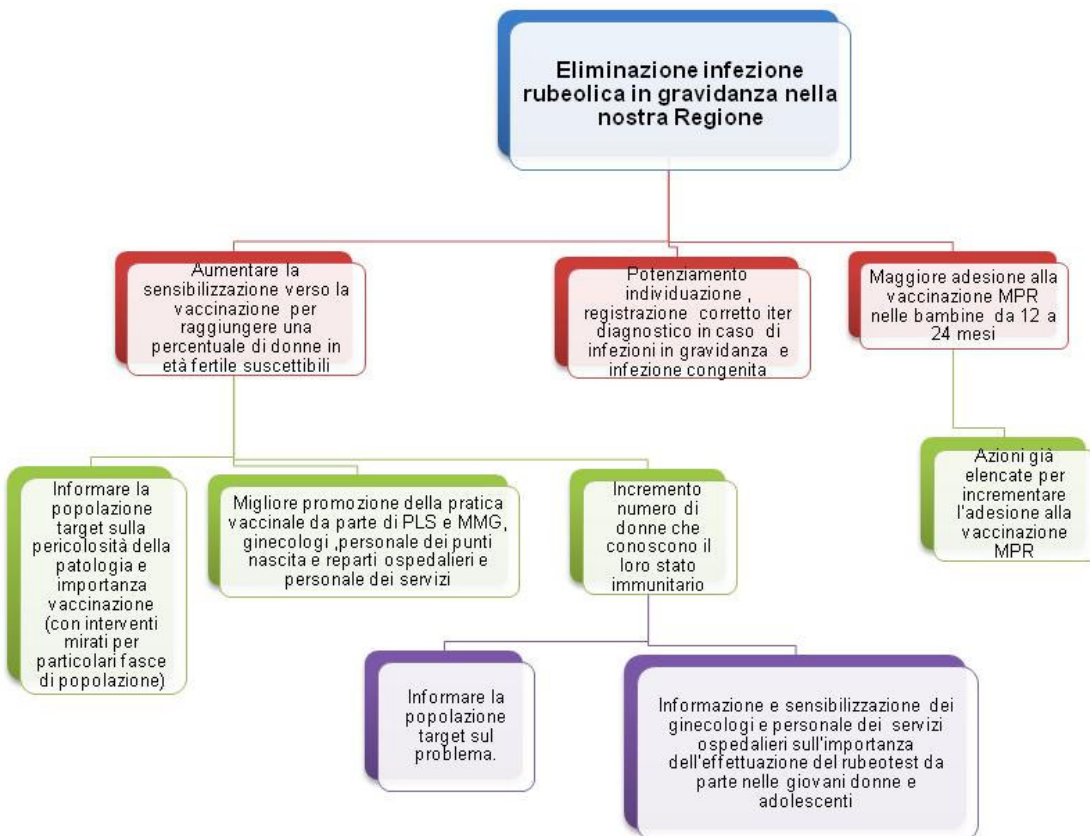 Eliminazione infezione
rubeolica in gravidanza nella
nostra Regione
Aumentare la
sensibilizzazione verso la
vaccinazione per
raggiungere una
percentuale di donne in
età fertile suscettibili
Potenziamento
individuazione ,
registrazione corretto iter
diagnostico in caso di
infezioni in gravidanza e
infezione congenita
Maggiore adesione alla
vaccinazione MPR
nelle bambine da 12 a
24 mesi
Informare la
popolazione
target sulla
pericolosità della
patologia e
importanza
vaccinazione
(con interventi
mirati per
particolari fasce
di popolazione)
Migliore promozione della pratica
vaccinale da parte di PLS e MMG,
ginecologi ,personale dei punti
nascita e reparti ospedalieri e
personale dei servizi
Incremento
numero di
donne che
conoscono il
loro stato
immunitario
Azioni già
elencate per
incrementare
l'adesione alla
vaccinazione
MPR
Informare la
popolazione
target sul
problema.
Informazione e sensibilizzazione dei
ginecologi e personale dei servizi
ospedalieri sull'importanza
dell'effettuazione del rubeotest da
parte nelle giovani donne e
adolescenti